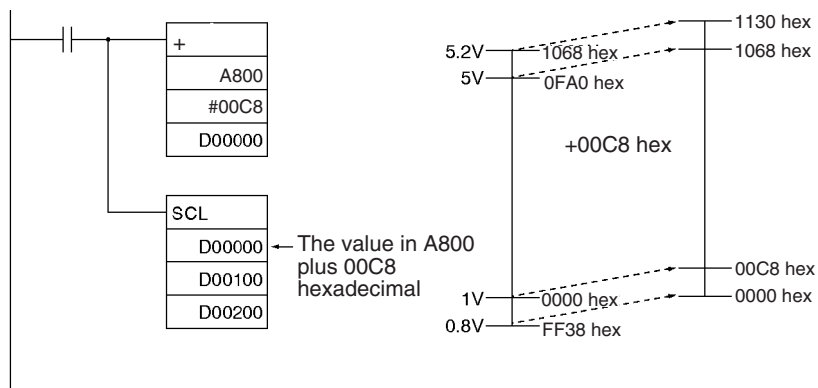 +
A800
#00C8
D00000
SCL
D00000
D00100
D00200
The value in A800
plus 00C8
hexadecimal
5.2V
1068 hex
5V
0FA0 hex
1V
0000 hex
0.8V
FF38 hex
+00C8 hex
1130 hex
1068 hex
00C8 hex
0000 hex